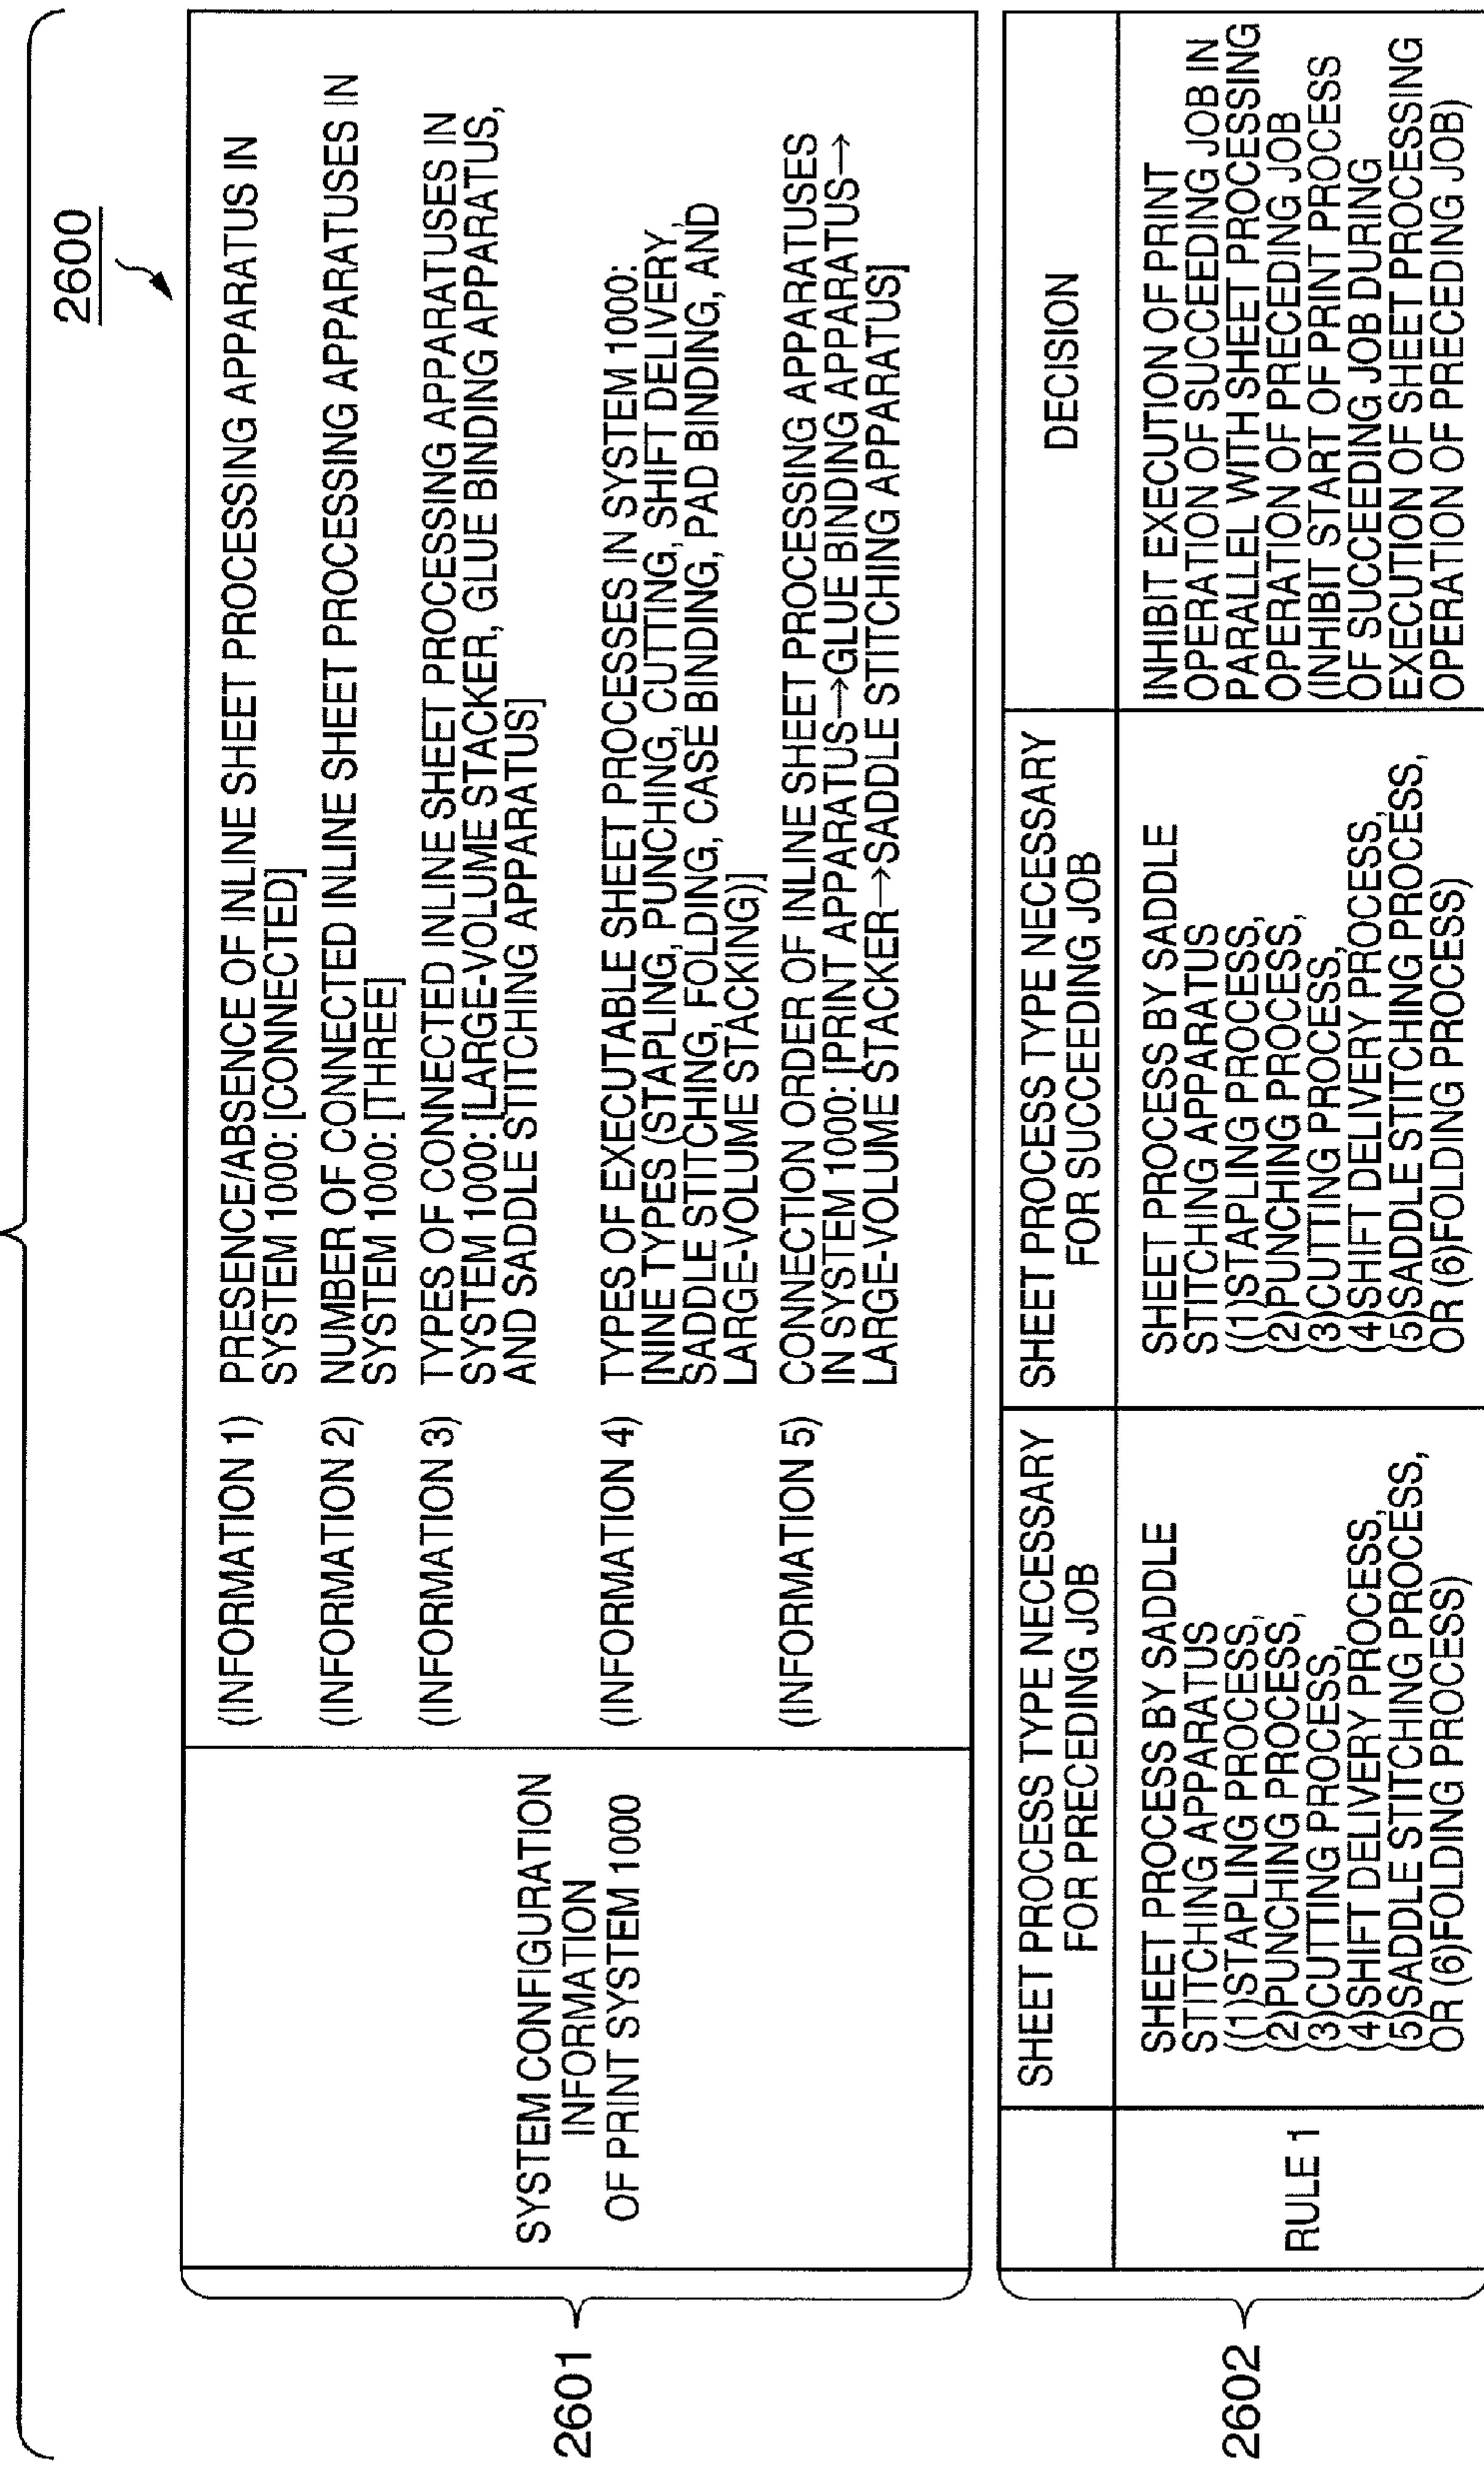 2600
2601
SYSTEM CONFIGURATION
INFORMATION
OF PRINT SYSTEM 1000
(INFORMATION 1) PRESENCE/ABSENCE OF INLINE SHEET PROCESSING APPARATUS IN
SYSTEM 1000: [CONNECTED]
(INFORMATION 2) NUMBER OF CONNECTED INLINE SHEET PROCESSING APPARATUSES IN
SYSTEM 1000: [THREE]
(INFORMATION 3) TYPES OF CONNECTED INLINE SHEET PROCESSING APPARATUSES IN
SYSTEM 1000: [LARGE-VOLUME STACKER, GLUE BINDING APPARATUS,
AND SADDLE STITCHING APPARATUS]
(INFORMATION 4) TYPES OF EXECUTABLE SHEET PROCESSES IN SYSTEM 1000:
[NINE TYPES (STAPLING, PUNCHING, CUTTING, SHIFT DELIVERY,
SADDLE STITCHING, FOLDING, CASE BINDING, PAD BINDING, AND
LARGE-VOLUME STACKING)]
(INFORMATION 5) CONNECTION ORDER OF INLINE SHEET PROCESSING APPARATUSES
IN SYSTEM 1000: [PRINT APPARATUS→GLUE BINDING APPARATUS→
LARGE-VOLUME STACKER→SADDLE STITCHING APPARATUS]
2602
SHEET PROCESS TYPE NECESSARY
FOR PRECEDING JOB
SHEET PROCESS TYPE NECESSARY
FOR SUCCEEDING JOB
DECISION
RULE 1
SHEET PROCESS BY SADDLE
STITCHING APPARATUS
((1)STAPLING PROCESS,
(2)PUNCHING PROCESS,
(3)CUTTING PROCESS,
(4)SHIFT DELIVERY PROCESS,
(5)SADDLE STITCHING PROCESS,
OR (6)FOLDING PROCESS)
SHEET PROCESS BY SADDLE
STITCHING APPARATUS
((1)STAPLING PROCESS,
(2)PUNCHING PROCESS,
(3)CUTTING PROCESS,
(4)SHIFT DELIVERY PROCESS,
(5)SADDLE STITCHING PROCESS,
OR (6)FOLDING PROCESS)
INHIBIT EXECUTION OF PRINT
OPERATION OF SUCCEEDING JOB IN
PARALLEL WITH SHEET PROCESSING
OPERATION OF PRECEDING JOB
(INHIBIT START OF PRINT PROCESS
OF SUCCEEDING JOB DURING
EXECUTION OF SHEET PROCESSING
OPERATION OF PRECEDING JOB)